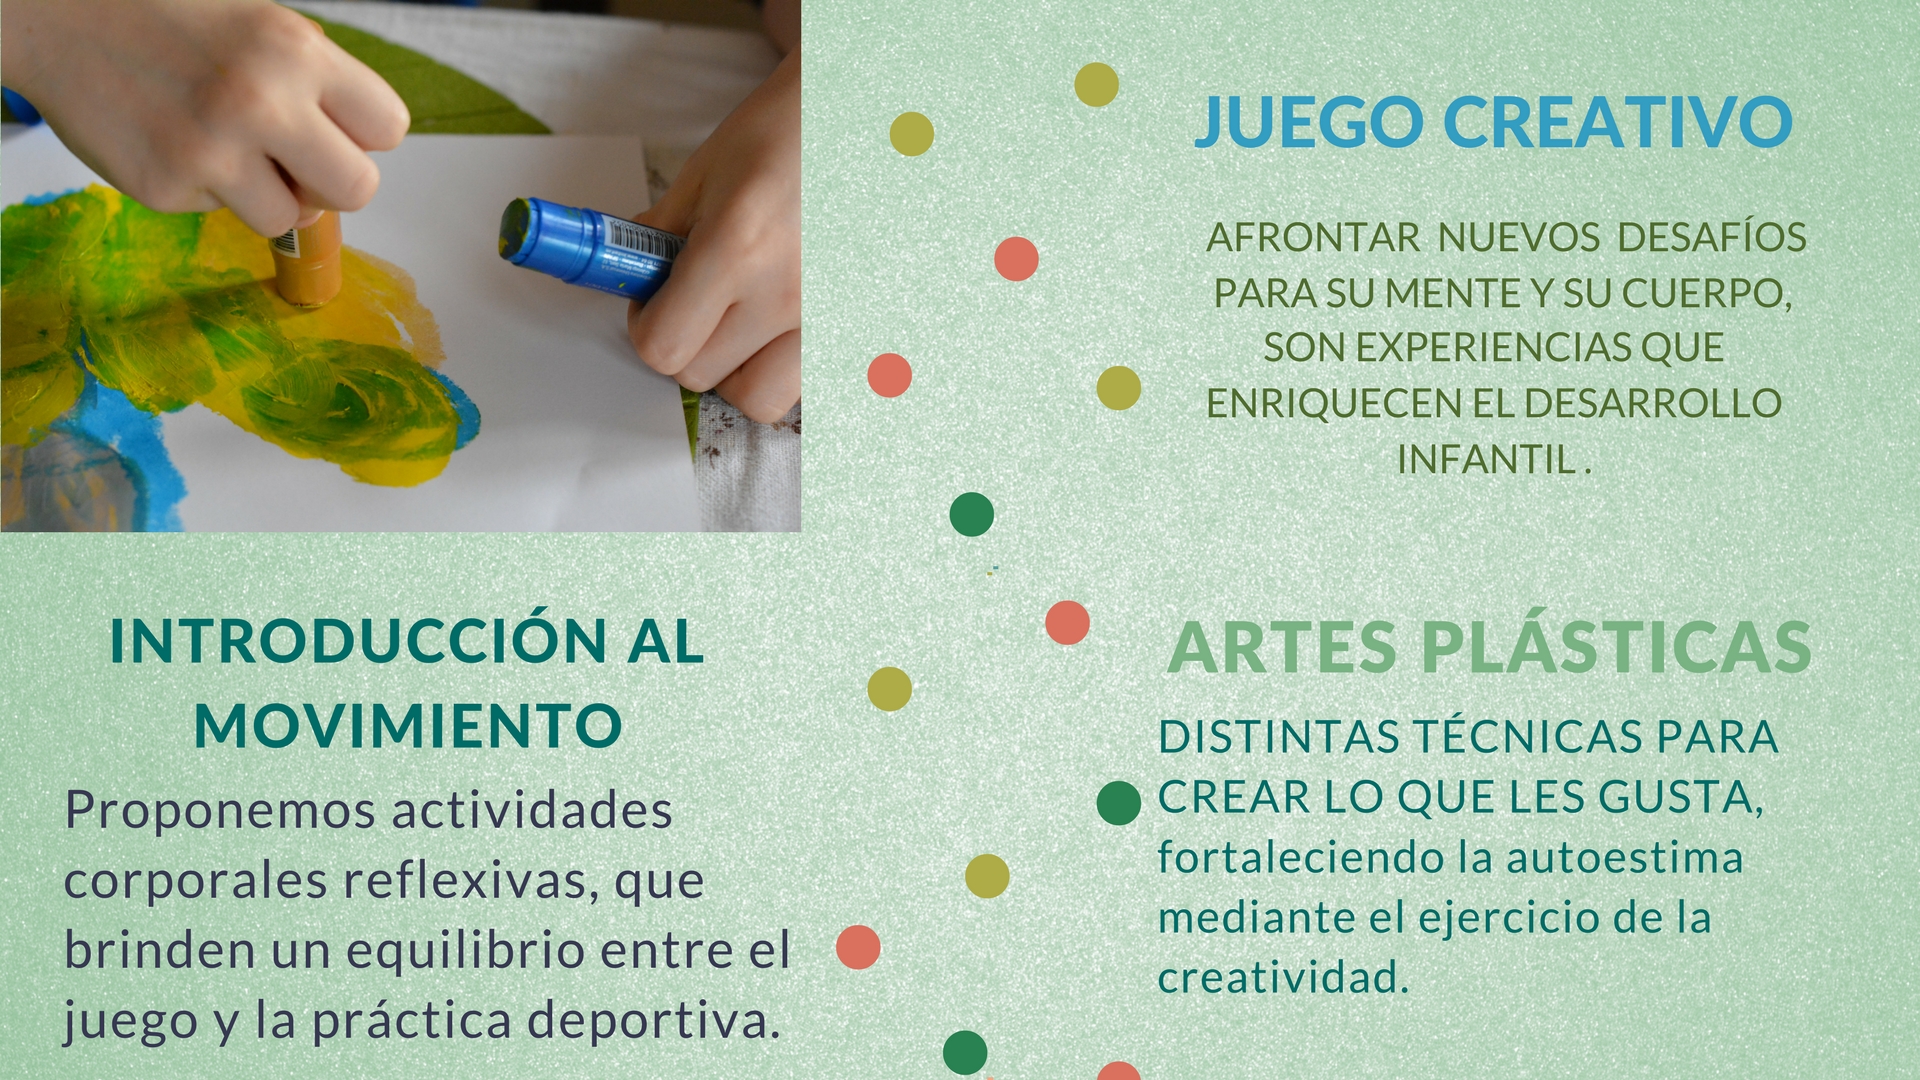 JUEGO CREATIVO
AFRONTAR NUEVOS DESAFÍOS
PARA SU MENTE Y SU CUERPO,
SON EXPERIENCIAS QUE
ENRIQUECEN EL DESARROLLO
INFANTIL .
INTRODUCCIÓN AL
MOVIMIENTO
Proponemos actividades
corporales reflexivas, que
brinden un equilibrio entre el
juego y la práctica deportiva.
ARTES PLÁSTICAS
DISTINTAS TÉCNICAS PARA
CREAR LO QUE LES GUSTA,
fortaleciendo la autoestima
mediante el ejercicio de la
creatividad.